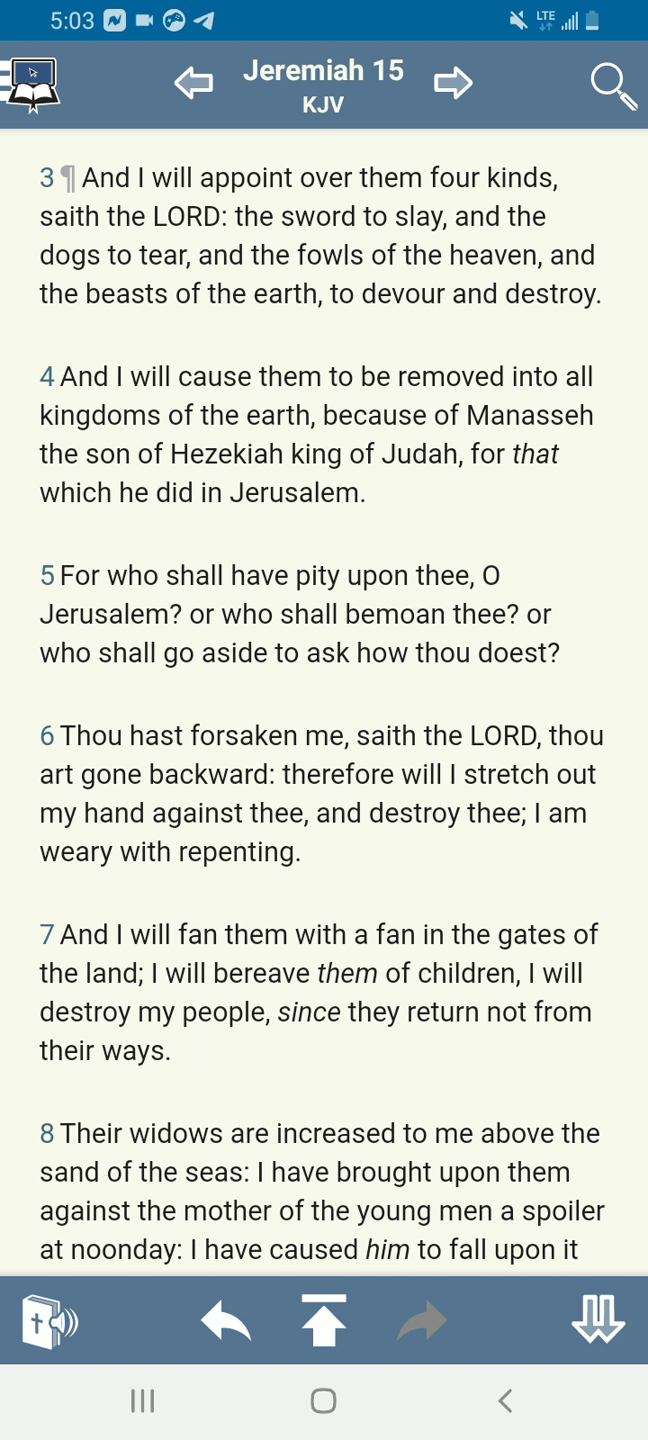 5:03
LTE
Jeremiah 15
KJV
3 ¶ And I will appoint over them four kinds,
saith the LORD: the sword to slay, and the
dogs to tear, and the fowls of the heaven, and
the beasts of the earth, to devour and destroy.
4 And I will cause them to be removed into all
kingdoms of the earth, because of Manasseh
the son of Hezekiah king of Judah, for that
which he did in Jerusalem.
5 For who shall have pity upon thee, O
Jerusalem? or who shall bemoan thee? or
who shall go aside to ask how thou doest?
6 Thou hast forsaken me, saith the LORD, thou
art gone backward: therefore will I stretch out
my hand against thee, and destroy thee; I am
weary with repenting.
7 And I will fan them with a fan in the gates of
the land; I will bereave them of children, I will
destroy my people, since they return not from
their ways.
8 Their widows are increased to me above the
sand of the seas: I have brought upon them
against the mother of the young men a spoiler
at noonday: I have caused him to fall upon it